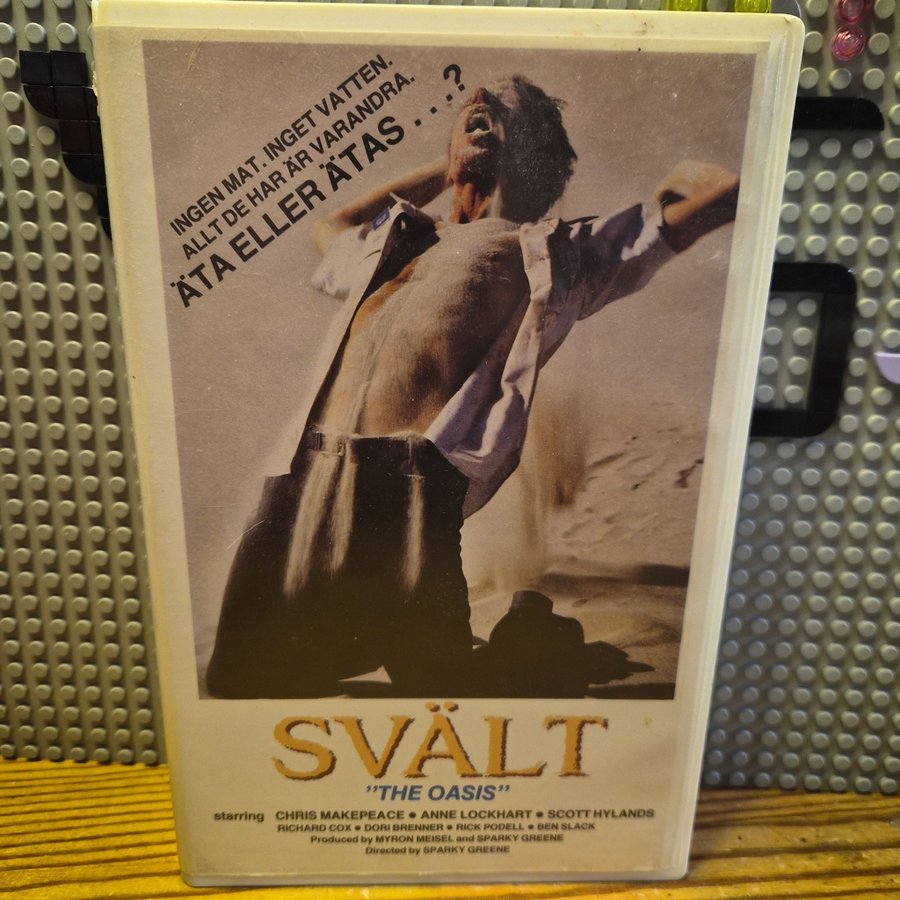 INGEN MAT. INGET VATTEN.
ALLT DE HAR ÄR VARANDRA.
ÄTA ELLER ÄTAS . . .?
SVÄLT
"THE OASIS"
starring CHRIS MAKEPEACE ● ANNE LOCKHART ● SCOTT HYLANDS
RICHARD COX ● DORI BRENNER ● RICK PODELL ● BEN SLACK
Produced by MYRON MEISEL and SPARKY GREENE
Directed by SPARKY GREENE